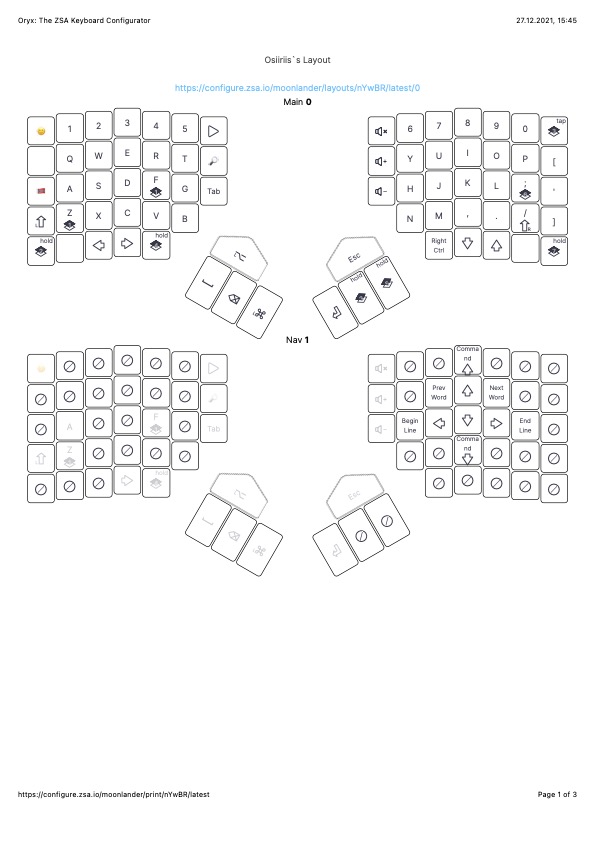 Oryx: The ZSA Keyboard Configurator 27.12.2021, 15:45
Osiiriis`s Layout
https://configure.zsa.io/moonlander/layouts/nYwBR/latest/0
Main 0
1 2 3 4 5
6 7 8 9 0 tap
Q W E R T
Y U I O P [
A S D F G Tab
H J K L ; '
Z X C V B
N M , . / R ]
hold hold
Right Ctrl hold
Esc
hold hold
Nav 1
Comma nd
Prev Word Next Word
A F Tab
Begin Line End Line
Z
Comma nd
hold
Esc
https://configure.zsa.io/moonlander/print/nYwBR/latest Page 1 of 3